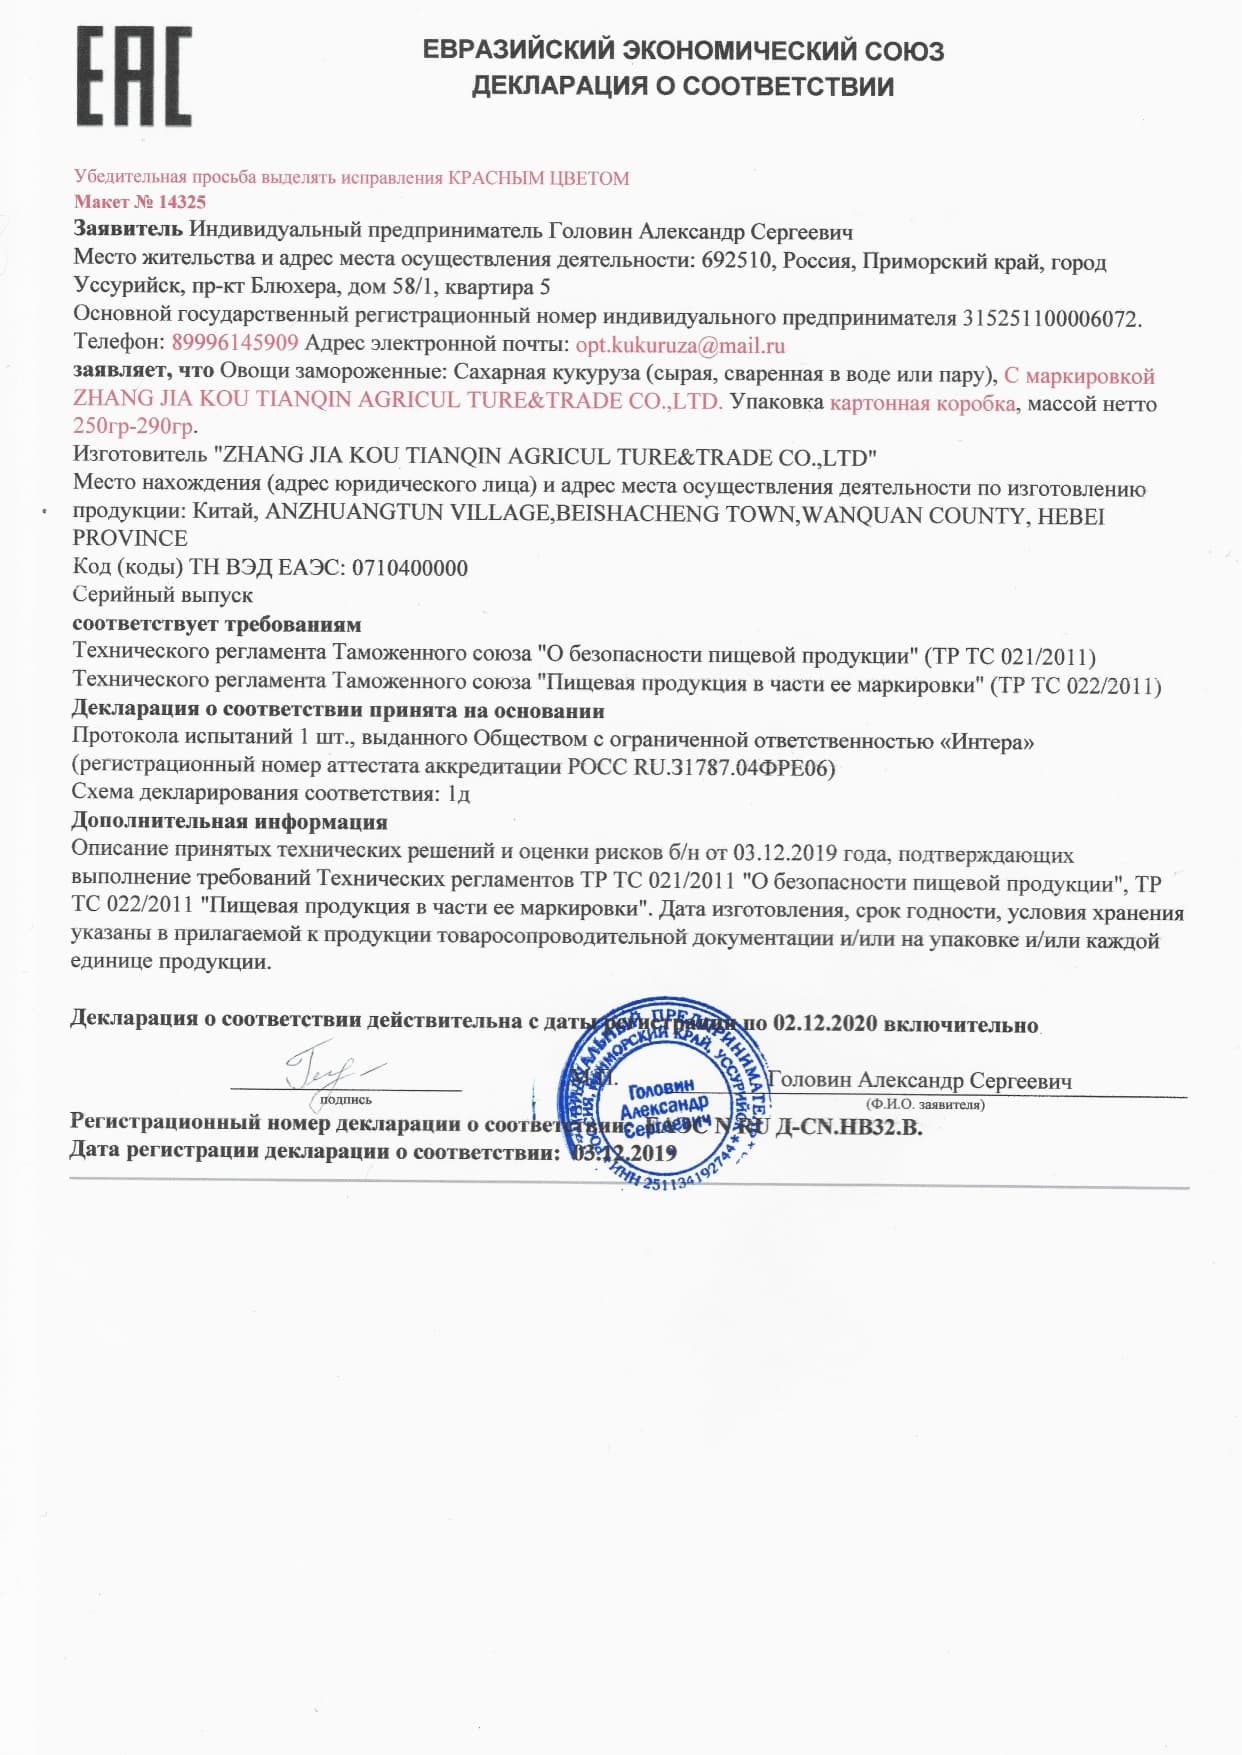 EAC
ЕВРАЗИЙСКИЙ ЭКОНОМИЧЕСКИЙ СОЮЗ
ДЕКЛАРАЦИЯ О СООТВЕТСТВИИ
Убедительная просьба выделять исправления КРАСНЫМ ЦВЕТОМ
Макет № 14325
Заявитель Индивидуальный предприниматель Головин Александр Сергеевич
Место жительства и адрес места осуществления деятельности: 692510, Россия, Приморский край, город
Уссурийск, пр-кт Блюхера, дом 58/1, квартира 5
Основной государственный регистрационный номер индивидуального предпринимателя 315251100006072.
Телефон: 89996145909 Адрес электронной почты: opt.kukuruza@mail.ru
заявляет, что Овощи замороженные: Сахарная кукуруза (сырая, сваренная в воде или пару), С маркировкой
ZHANG JIA KOU TIANQIN AGRICUL TURE&TRADE CO.,LTD. Упаковка картонная коробка, массой нетто
250гр-290гр.
Изготовитель "ZHANG JIA KOU TIANQIN AGRICUL TURE&TRADE CO.,LTD"
Место нахождения (адрес юридического лица) и адрес места осуществления деятельности по изготовлению
продукции: Китай, ANZHUANGTUN VILLAGE,BEISHACHENG TOWN,WANQUAN COUNTY, HEBEI
PROVINCE
Код (коды) ТН ВЭД ЕАЭС: 0710400000
Серийный выпуск
соответствует требованиям
Технического регламента Таможенного союза "О безопасности пищевой продукции" (ТР ТС 021/2011)
Технического регламента Таможенного союза "Пищевая продукция в части ее маркировки" (ТР ТС 022/2011)
Декларация о соответствии принята на основании
Протокола испытаний 1 шт., выданного Обществом с ограниченной ответственностью «Интера»
(регистрационный номер аттестата аккредитации РОСС RU.31787.04ФРЕ06)
Схема декларирования соответствия: 1д
Дополнительная информация
Описание принятых технических решений и оценки рисков б/н от 03.12.2019 года, подтверждающих
выполнение требований Технических регламентов ТР ТС 021/2011 "О безопасности пищевой продукции", ТР
ТС 022/2011 "Пищевая продукция в части ее маркировки". Дата изготовления, срок годности, условия хранения
указаны в прилагаемой к продукции товаросопроводительной документации и/или на упаковке и/или каждой
единице продукции.
Декларация о соответствии действительна с даты регистрации по 02.12.2020 включительно
М.П. Головин Александр Сергеевич
подпись (Ф.И.О. заявителя)
Головин
Александр
Сергеевич
ПРИМОРСКИЙ КРАЙ, УССУРИЙСК
ИНН 251134192744
Регистрационный номер декларации о соответствии: ЕАЭС N RU Д-CN.НВ32.В.
Дата регистрации декларации о соответствии: 03.12.2019